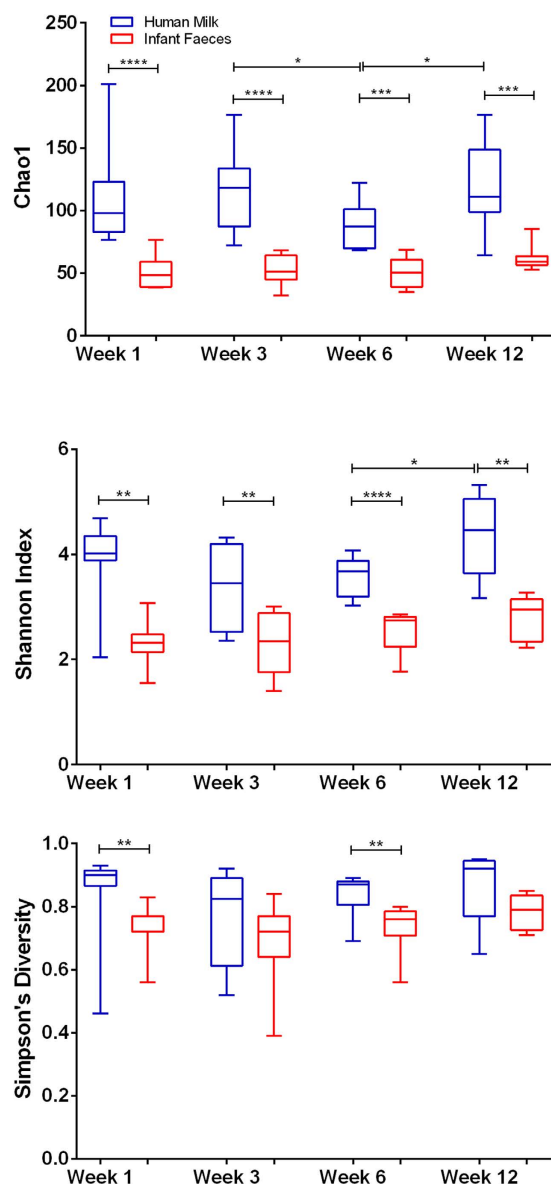 Human Milk
Infant Faeces
250
200
150
100
50
0
Chao1
****
*
****
*
***
***
Week 1
Week 3
Week 6
Week 12
6
4
2
0
Shannon Index
**
**
*
****
**
Week 1
Week 3
Week 6
Week 12
1.0
0.8
0.6
0.4
0.2
0.0
Simpson's Diversity
**
**
Week 1
Week 3
Week 6
Week 12